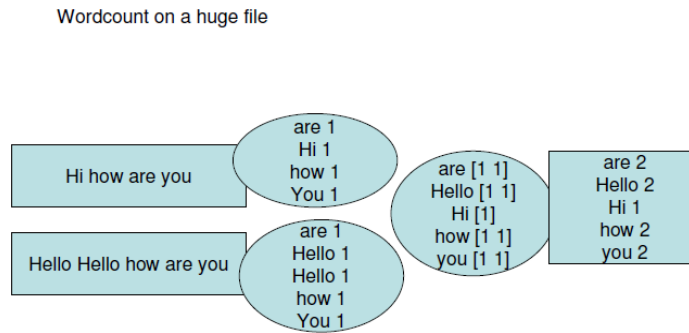 Wordcount on a huge file
Hi how are you
are 1
Hi 1
how 1
You 1
Hello Hello how are you
are 1
Hello 1
Hello 1
how 1
You 1
are [1 1]
Hello [1 1]
Hi [1]
how [1 1]
you [1 1]
are 2
Hello 2
Hi 1
how 2
you 2